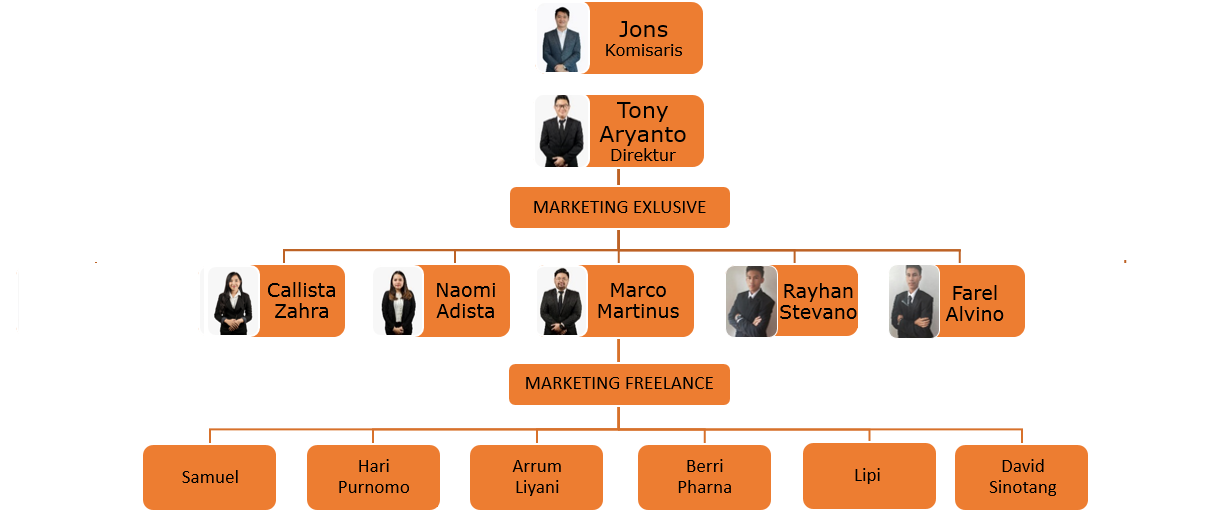 Jons
Komisaris
Tony
Aryanto
Direktur
MARKETING EXLUSIVE
Callista
Zahra
Naomi
Adista
Marco
Martinus
Rayhan
Stevano
Farel
Alvino
MARKETING FREELANCE
Samuel
Hari
Purnomo
Arrum
Liyani
Berri
Pharna
Lipi
David
Sinotang